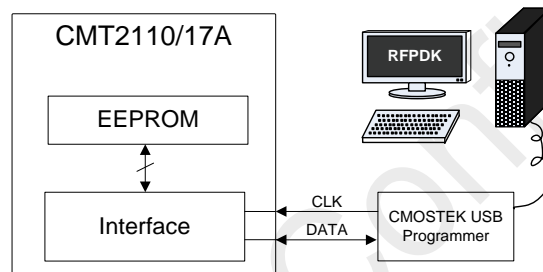 CMT2110/17A
RFPDK
EEPROM
CLK
Interface
DATA
CMOSTEK USB
Programmer